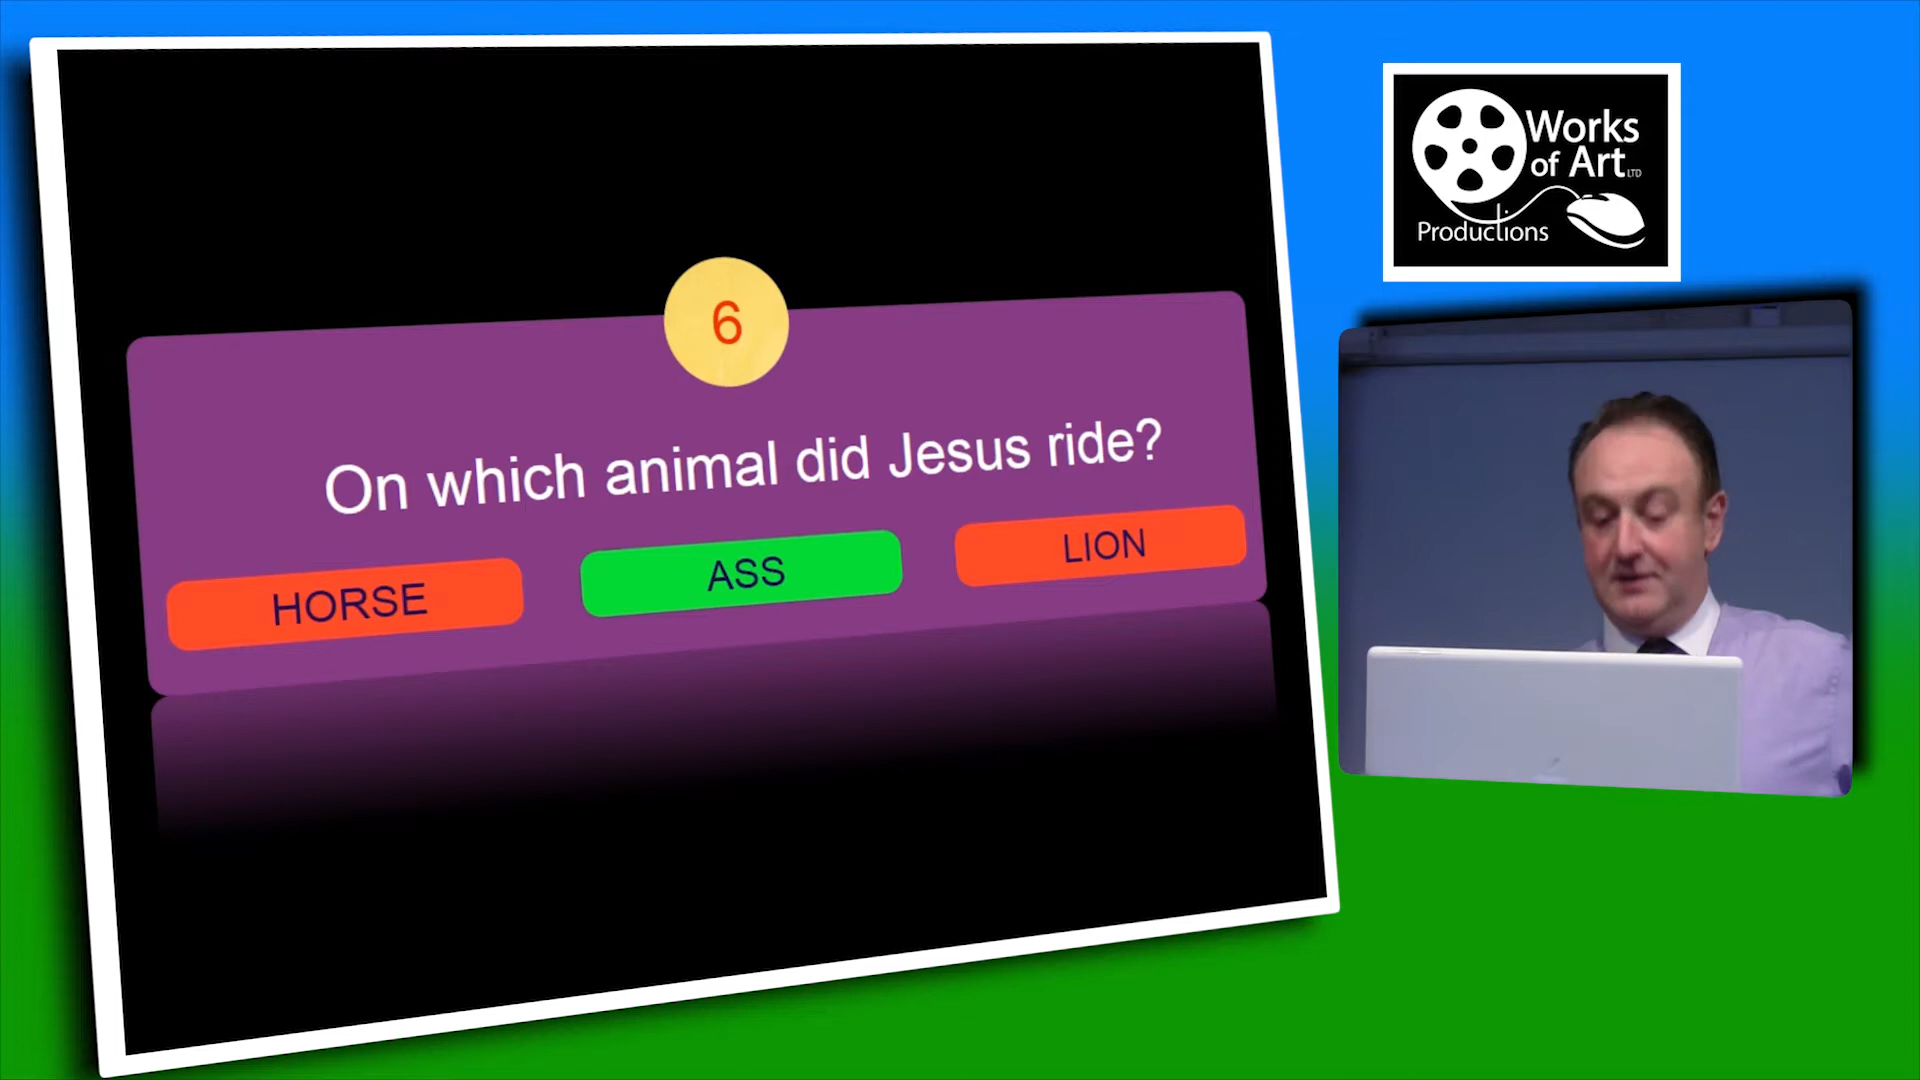 6
On which animal did Jesus ride?
HORSE
ASS
LION
Works
of Art LTD
Productions